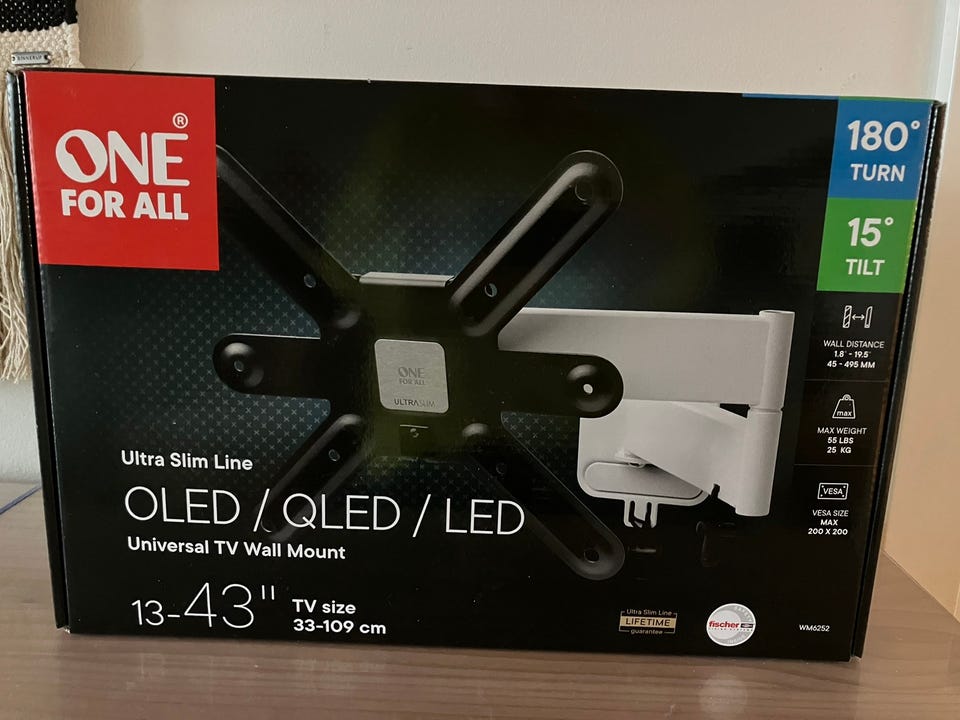 BINNERUP
ONE®
FOR ALL
180°
TURN
15°
TILT
WALL DISTANCE
1.8" - 19.5"
45 - 495 MM
max
MAX WEIGHT
55 LBS
25 KG
VESA
VESA SIZE
MAX
200 X 200
ONE
FOR ALL
ULTRASLIM
Ultra Slim Line
OLED / QLED / LED
Universal TV Wall Mount
13-43"
TV size
33-109 cm
Ultra Slim Line
LIFETIME
guarantee
fischer
WM6252